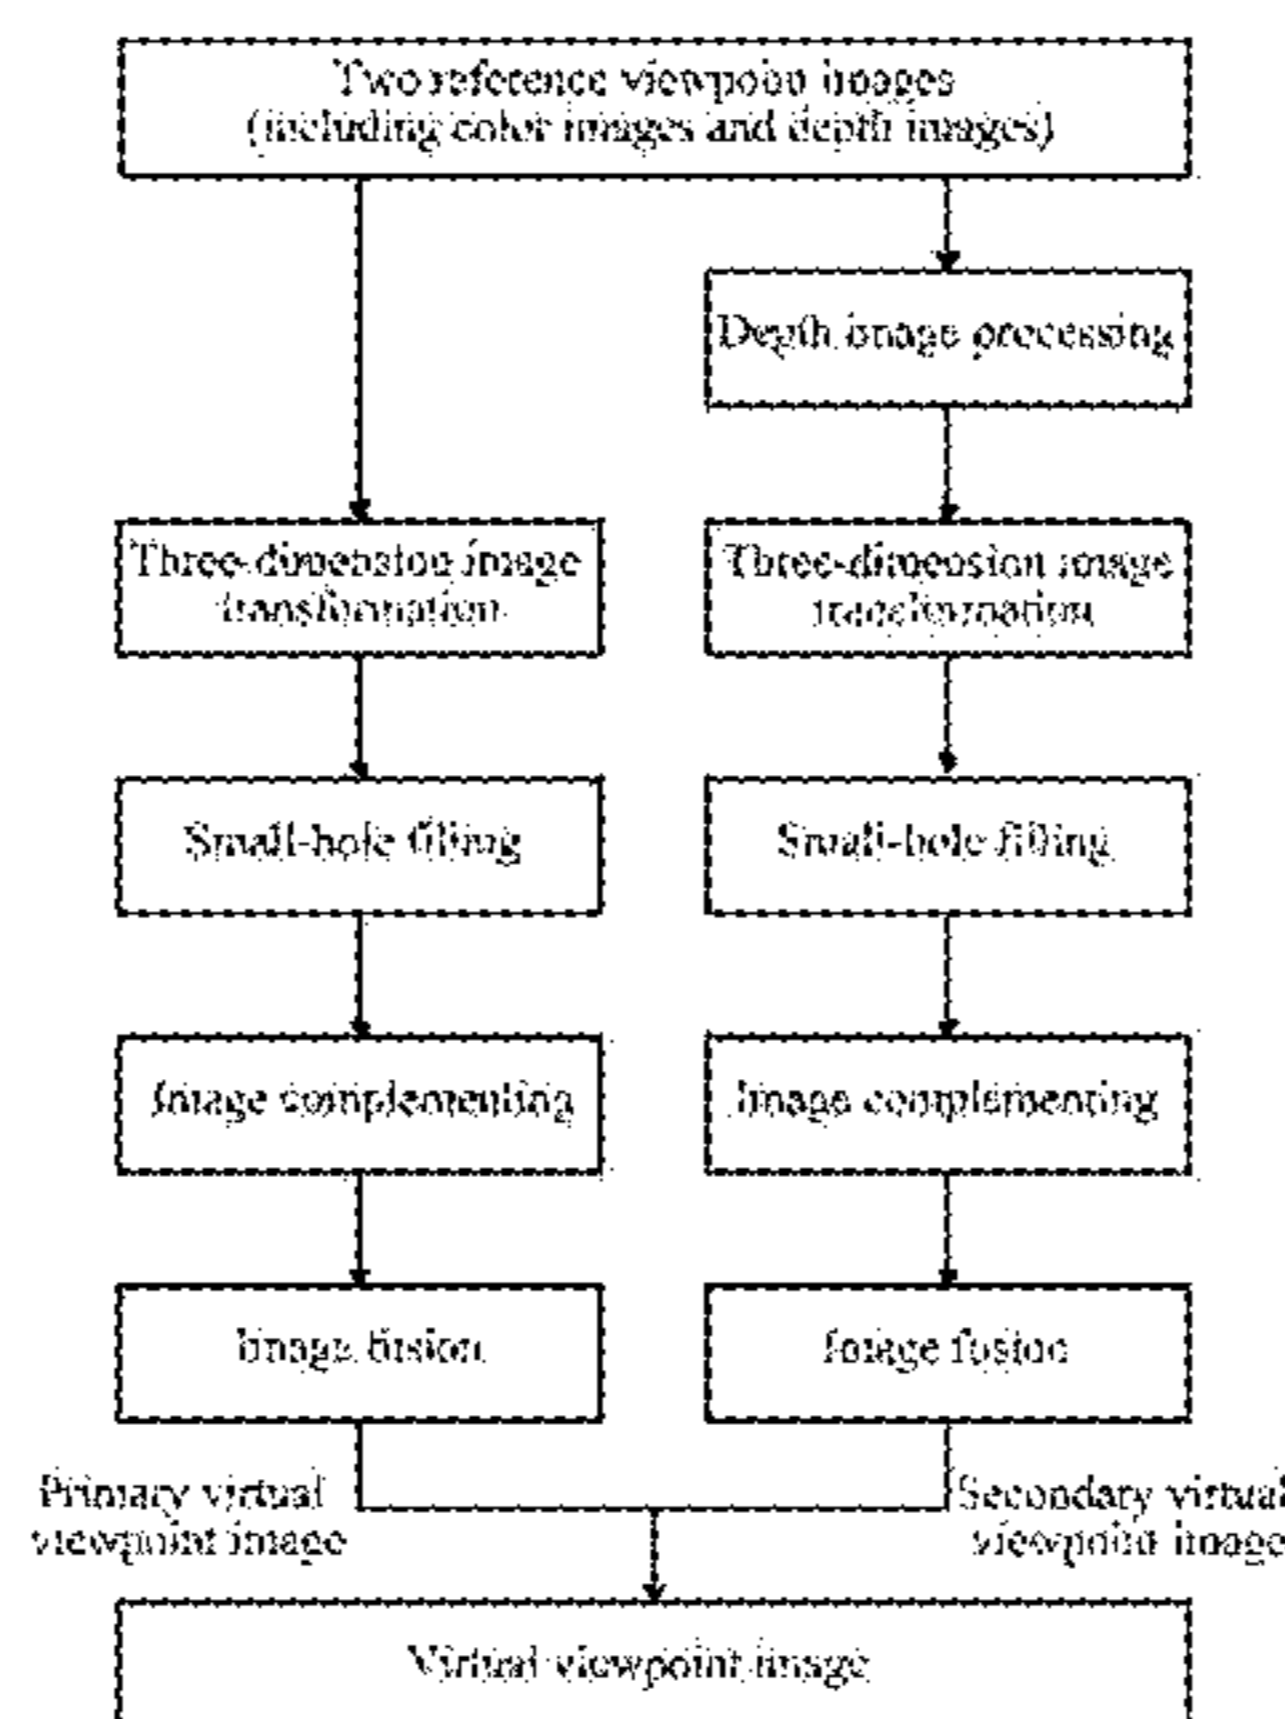 Two reference viewpoint images
(including color images and depth images)
Depth image processing
Three-dimension image
transformation
Three-dimension image
transformation
Small-hole filling
Small-hole filling
Image complementing
Image complementing
Image fusion
Image fusion
Primary virtual
viewpoint image
Secondary virtual
viewpoint image
Virtual viewpoint image